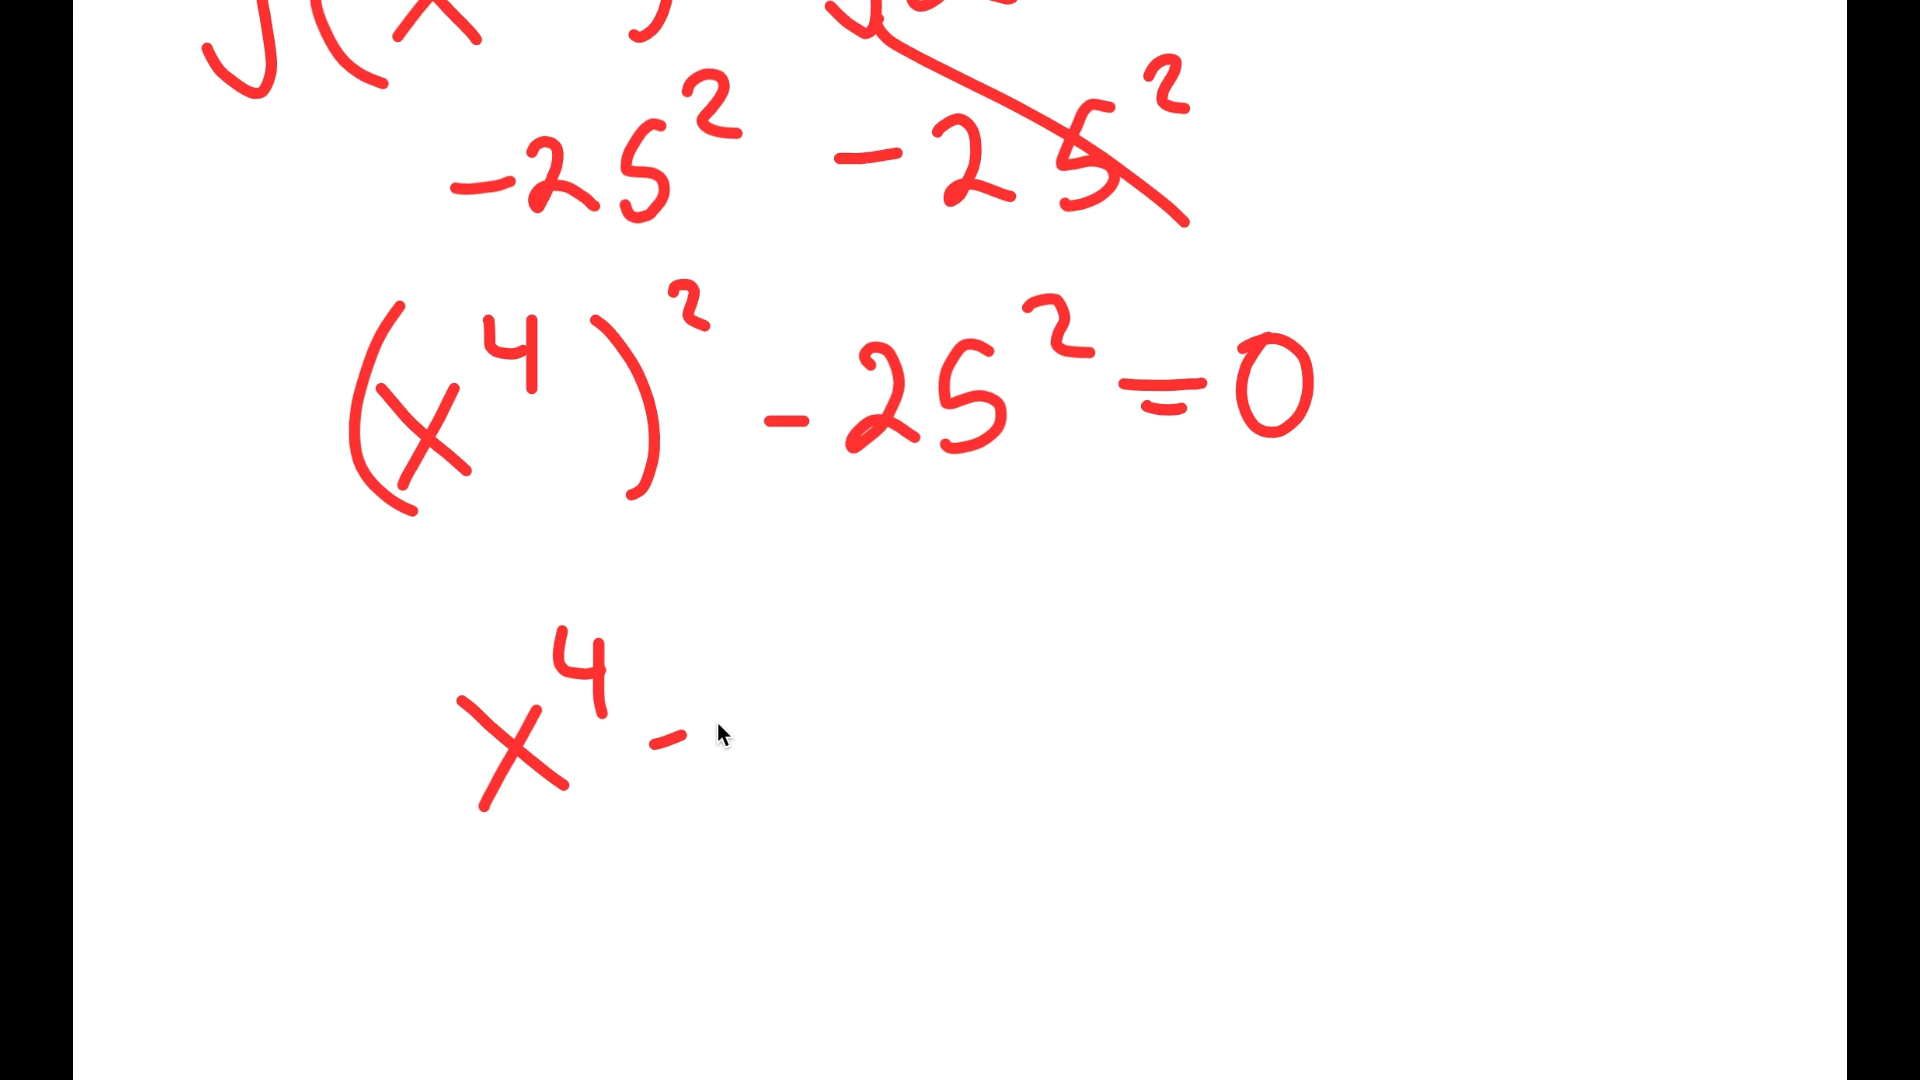 √(x )
-25² -25²
(x⁴)² - 25² = 0
x⁴ -